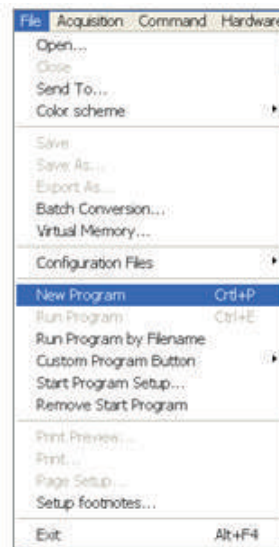 File Acquisition Command Hardware
Open...
Close
Send To...
Color scheme
Save
Save As...
Export As...
Batch Conversion...
Virtual Memory...
Configuration Files
New Program Crtl+P
Run Program Ctrl+E
Run Program by Filename
Custom Program Button
Start Program Setup...
Remove Start Program
Print Preview...
Print...
Page Setup...
Setup footnotes...
Exit Alt+F4